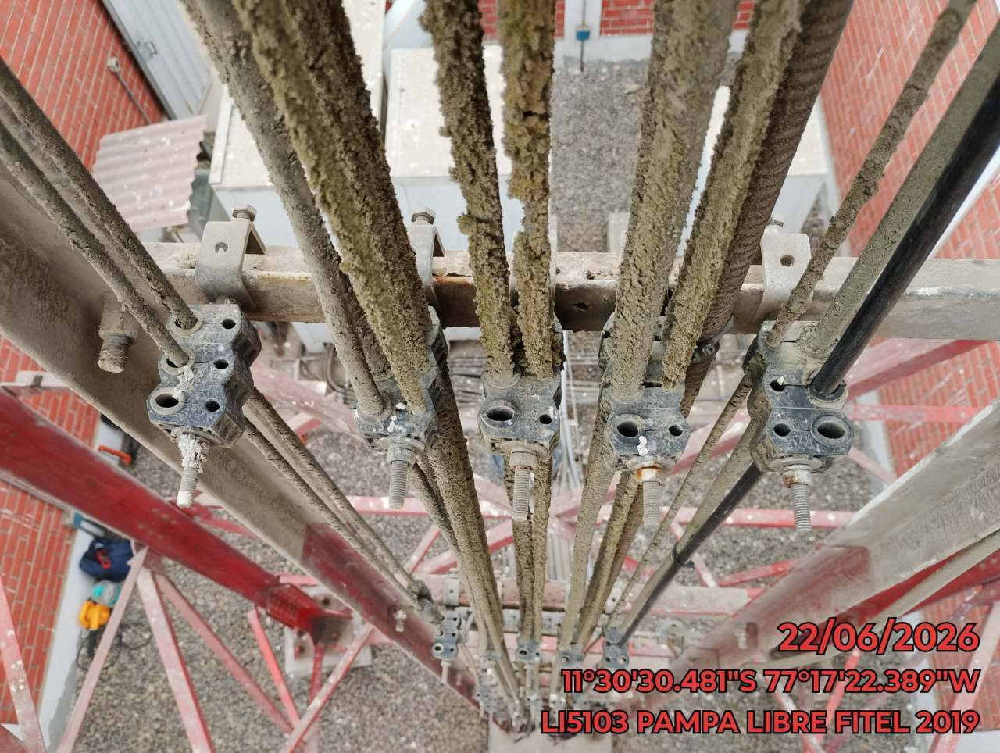 22/06/2026
11°30'30.481"S 77°17'22.389"W
LI5103 PAMPA LIBRE FITEL 2019